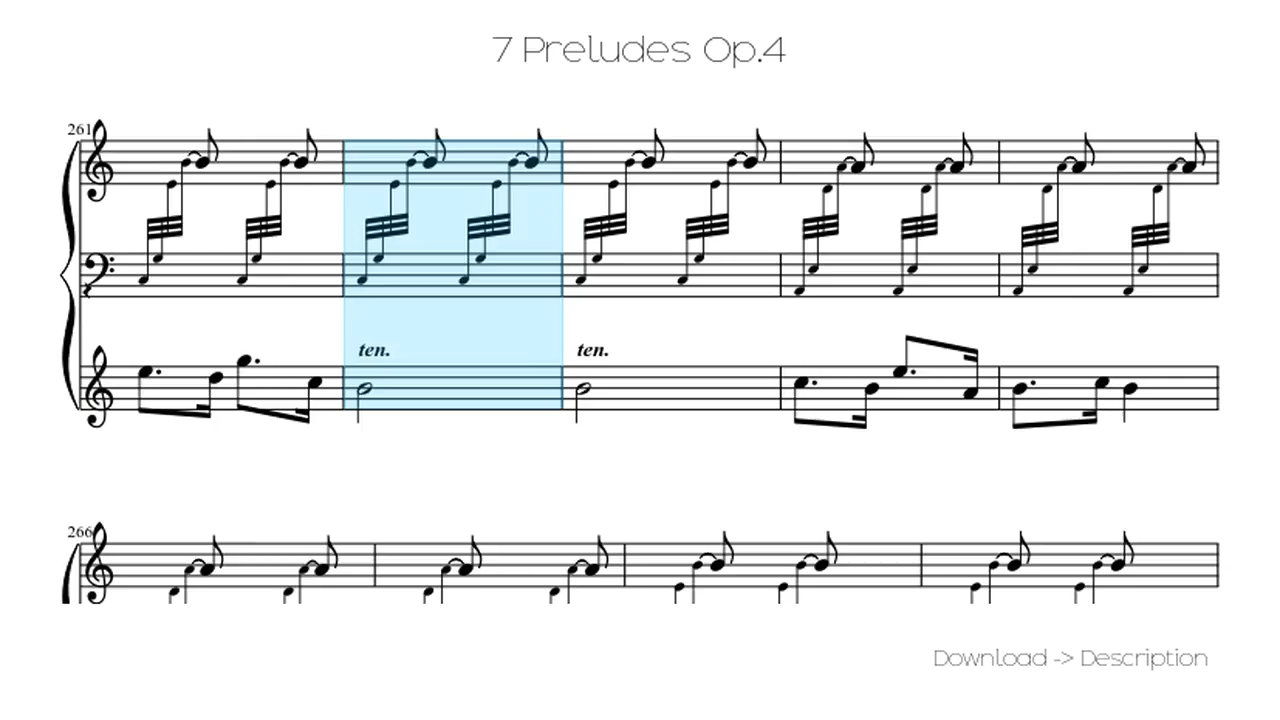 7 Preludes Op.4
261
ten. ten.
266
Download -> Description